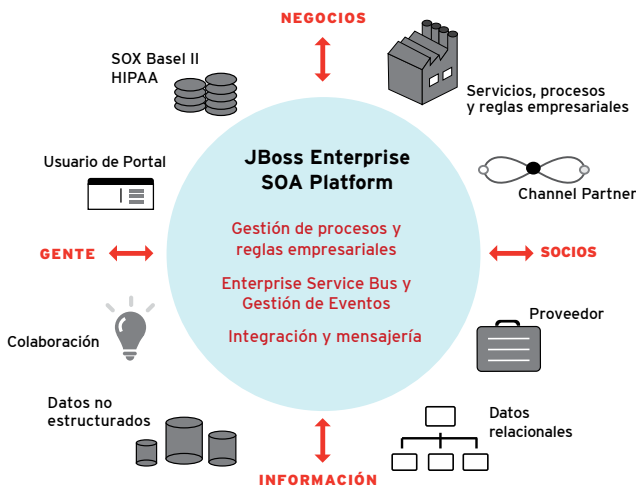 NEGOCIOS
SOX Basel II
HIPAA
Servicios, procesos
y reglas empresariales
Usuario de Portal
JBoss Enterprise
SOA Platform
Channel Partner
Gestión de procesos y
reglas empresariales
GENTE
SOCIOS
Enterprise Service Bus y
Gestión de Eventos
Proveedor
Colaboración
Integración y mensajería
Datos no
estructurados
Datos
relacionales
INFORMACIÓN